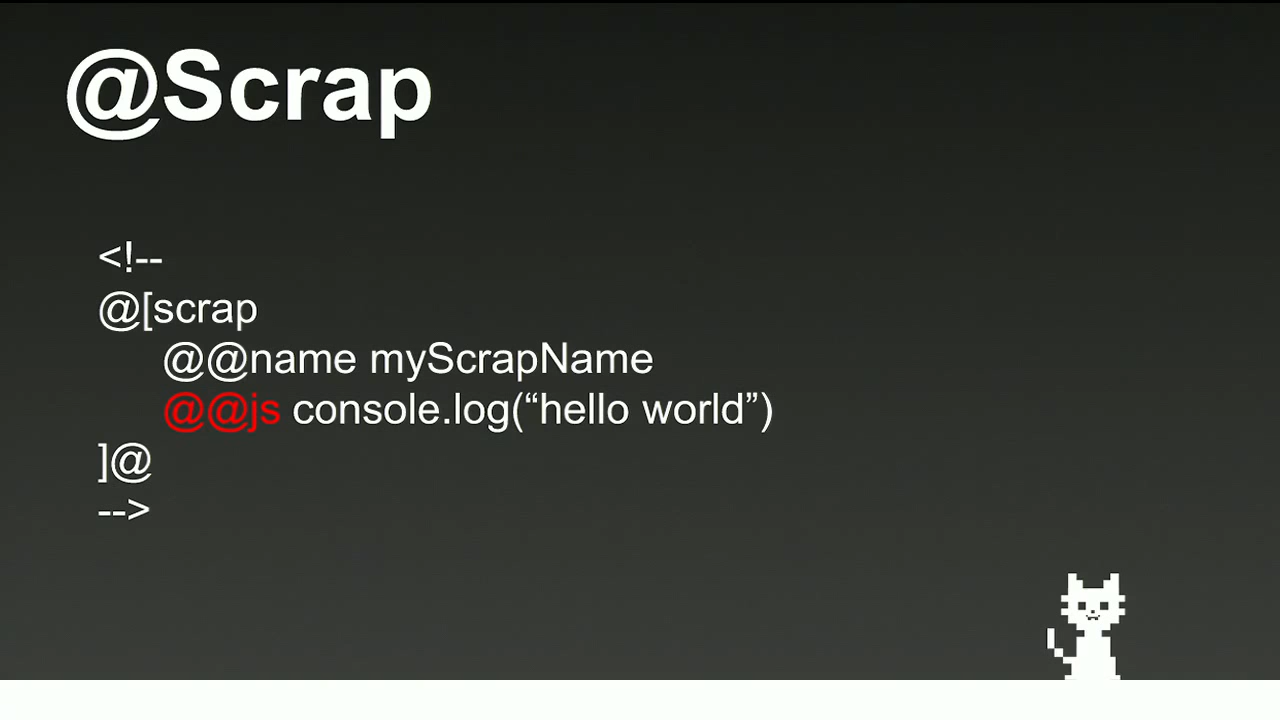 @Scrap
<!--
@[scrap
@@name myScrapName
@@js console.log(“hello world”)
]@
-->